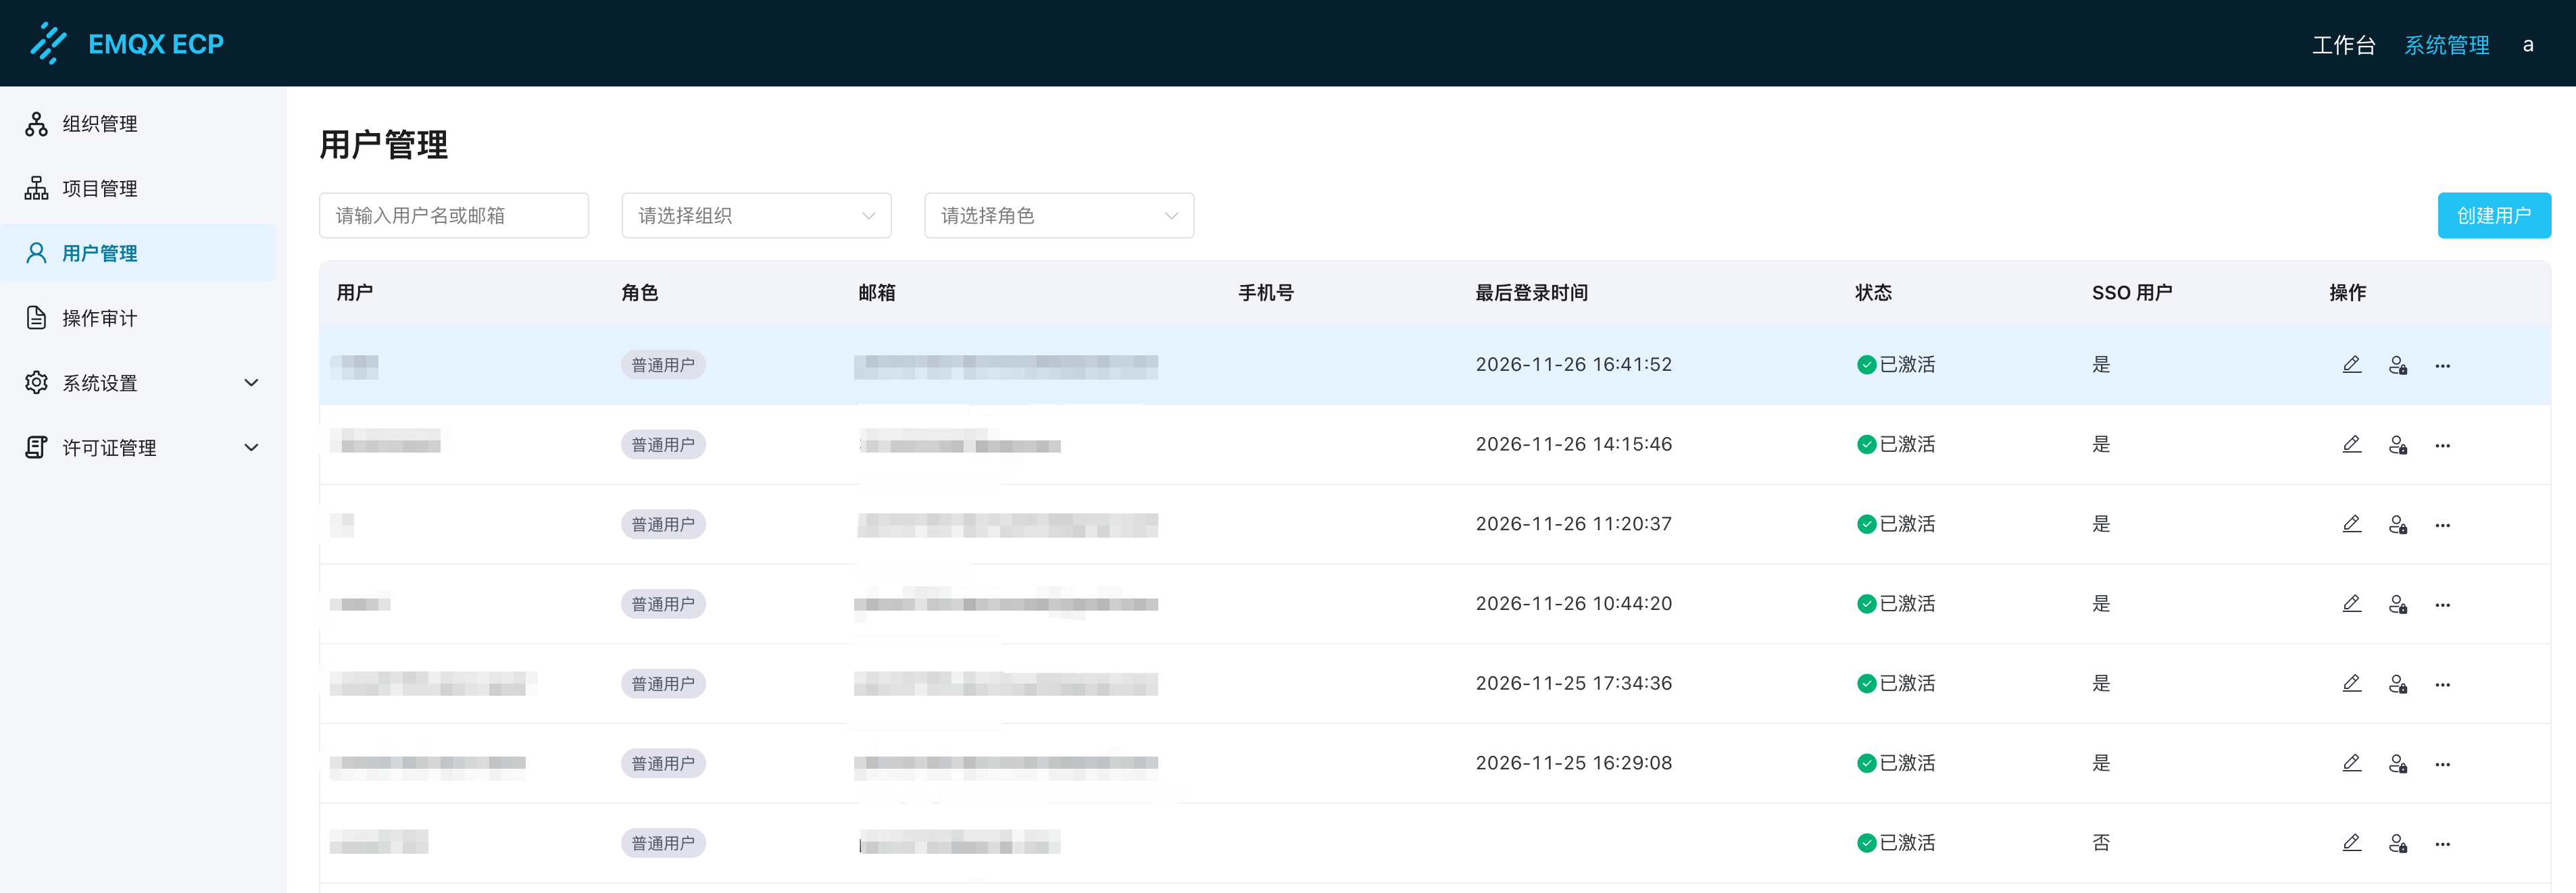 EMQX ECP
工作台 系统管理 a
组织管理
项目管理
用户管理
操作审计
系统设置
许可证管理
用户管理
请输入用户名或邮箱 请选择组织 请选择角色 创建用户
用户 角色 邮箱 手机号 最后登录时间 状态 SSO 用户 操作
普通用户 2026-11-26 16:41:52 已激活 是
普通用户 2026-11-26 14:15:46 已激活 是
普通用户 2026-11-26 11:20:37 已激活 是
普通用户 2026-11-26 10:44:20 已激活 是
普通用户 2026-11-25 17:34:36 已激活 是
普通用户 2026-11-25 16:29:08 已激活 是
普通用户 已激活 否